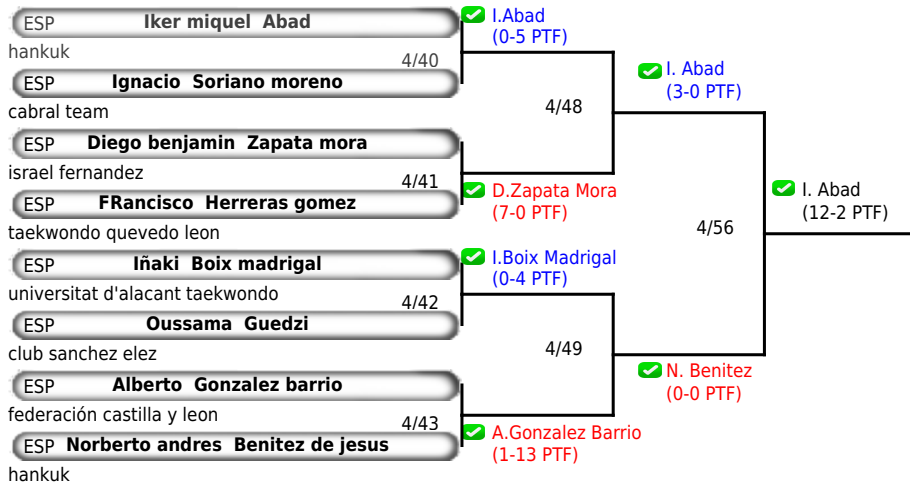 ESP Iker miquel Abad
hankuk
4/40
ESP Ignacio Soriano moreno
cabral team
ESP Diego benjamin Zapata mora
israel fernandez
4/41
ESP FRancisco Herreras gomez
taekwondo quevedo leon
ESP Iñaki Boix madrigal
universitat d'alacant taekwondo
4/42
ESP Oussama Guedzi
club sanchez elez
ESP Alberto Gonzalez barrio
federación castilla y leon
4/43
ESP Norberto andres Benitez de jesus
hankuk
I.Abad
(0-5 PTF)
4/48
D.Zapata Mora
(7-0 PTF)
I.Boix Madrigal
(0-4 PTF)
4/49
A.Gonzalez Barrio
(1-13 PTF)
I. Abad
(3-0 PTF)
4/56
N. Benitez
(0-0 PTF)
I. Abad
(12-2 PTF)